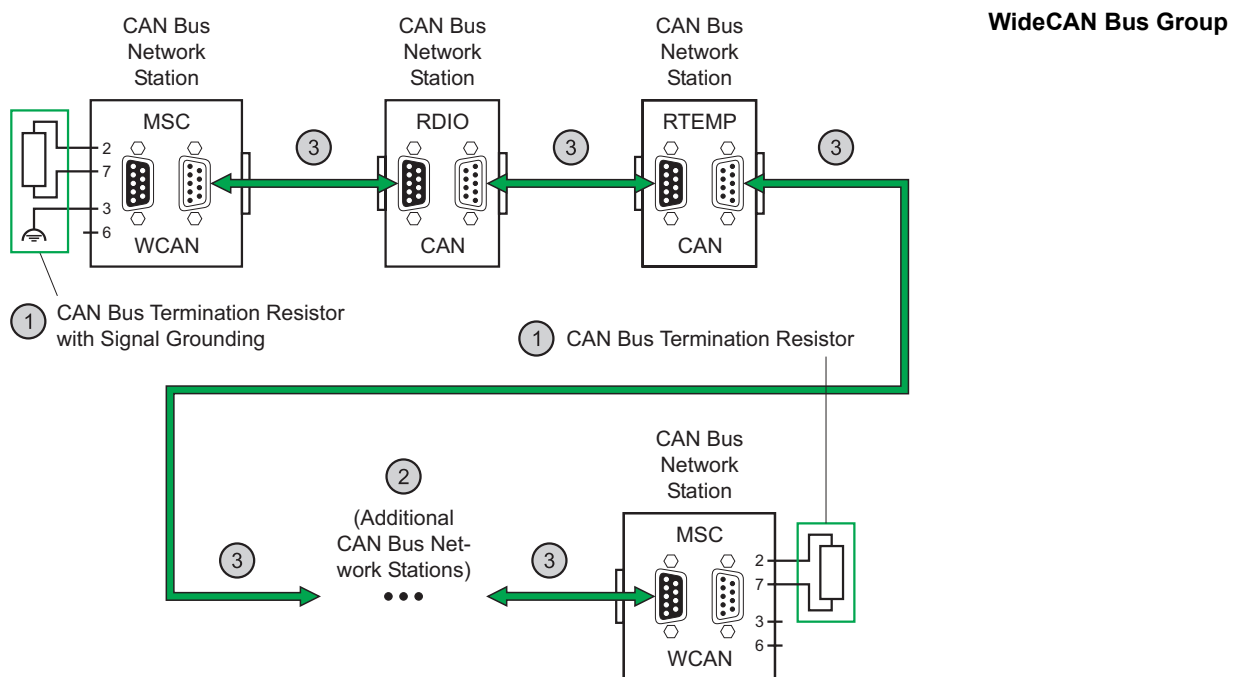 WideCAN Bus Group
CAN Bus
Network
Station
CAN Bus
Network
Station
CAN Bus
Network
Station
MSC
2
7
3
6
WCAN
3
RDIO
CAN
3
RTEMP
CAN
3
1
CAN Bus Termination Resistor
with Signal Grounding
1
CAN Bus Termination Resistor
2
(Additional
CAN Bus Net-
work Stations)
3
3
CAN Bus
Network
Station
MSC
2
7
3
6
WCAN